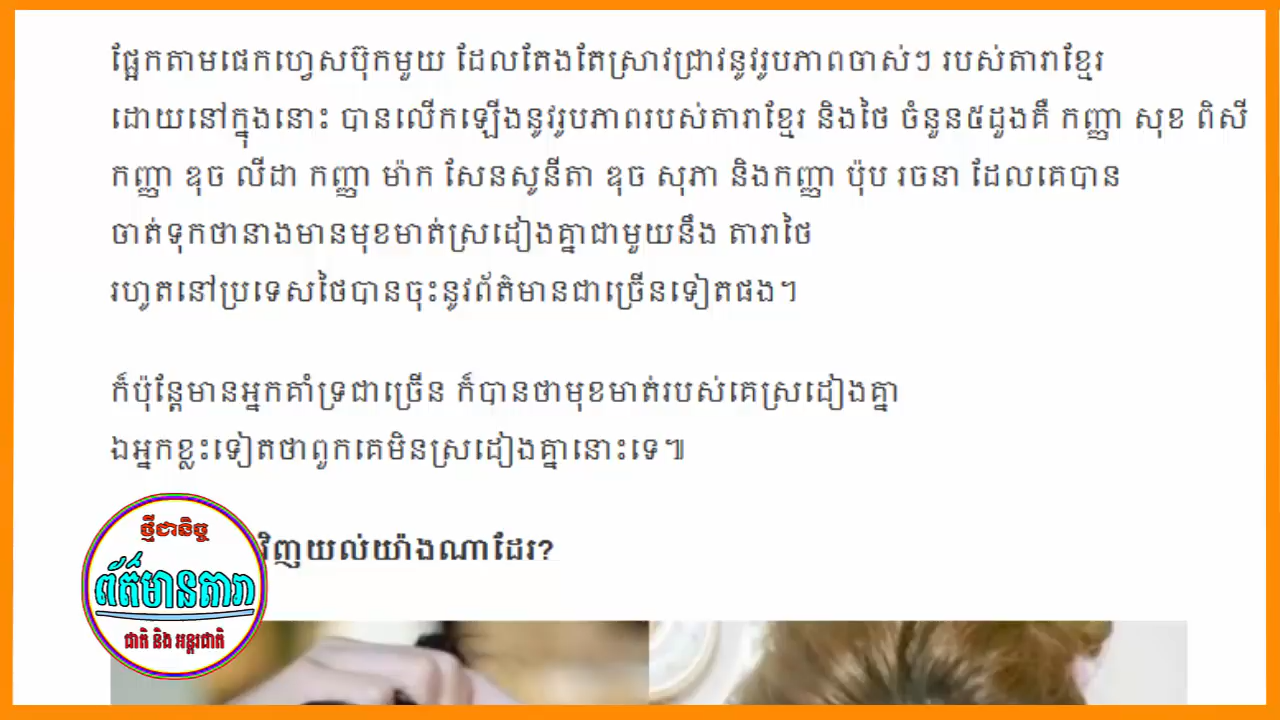 ផ្អែកតាមផេកហ្វេសប៊ុកមួយ ដែលតែងតែស្រាវជ្រាវនូវរូបភាពចាស់ៗ របស់តារាខ្មែរ
ដោយនៅក្នុងនោះ បានលើកឡើងនូវរូបភាពរបស់តារាខ្មែរ និងថៃ ចំនួន៥ដួងគឺ កញ្ញា សុខ ពិសី
កញ្ញា ឌុច លីដា កញ្ញា ម៉ាក សែនសូនីតា ឌុច សុភា និងកញ្ញា ប៉ុប រចនា ដែលគេបាន
ចាត់ទុកថានាងមានមុខមាត់ស្រដៀងគ្នាជាមួយនឹង តារាថៃ
រហូតនៅប្រទេសថៃបានចុះនូវព័ត៌មានជាច្រើនទៀតផង។
ក៏ប៉ុន្តែមានអ្នកគាំទ្រជាច្រើន ក៏បានថាមុខមាត់របស់គេស្រដៀងគ្នា
ឯអ្នកខ្លះទៀតថាពួកគេមិនស្រដៀងគ្នានោះទេ៕
វិញយល់យ៉ាងណាដែរ?
ថ្មីជានិច្ច
ព័ត៌មានតារា
ជាតិ និង អន្តរជាតិ